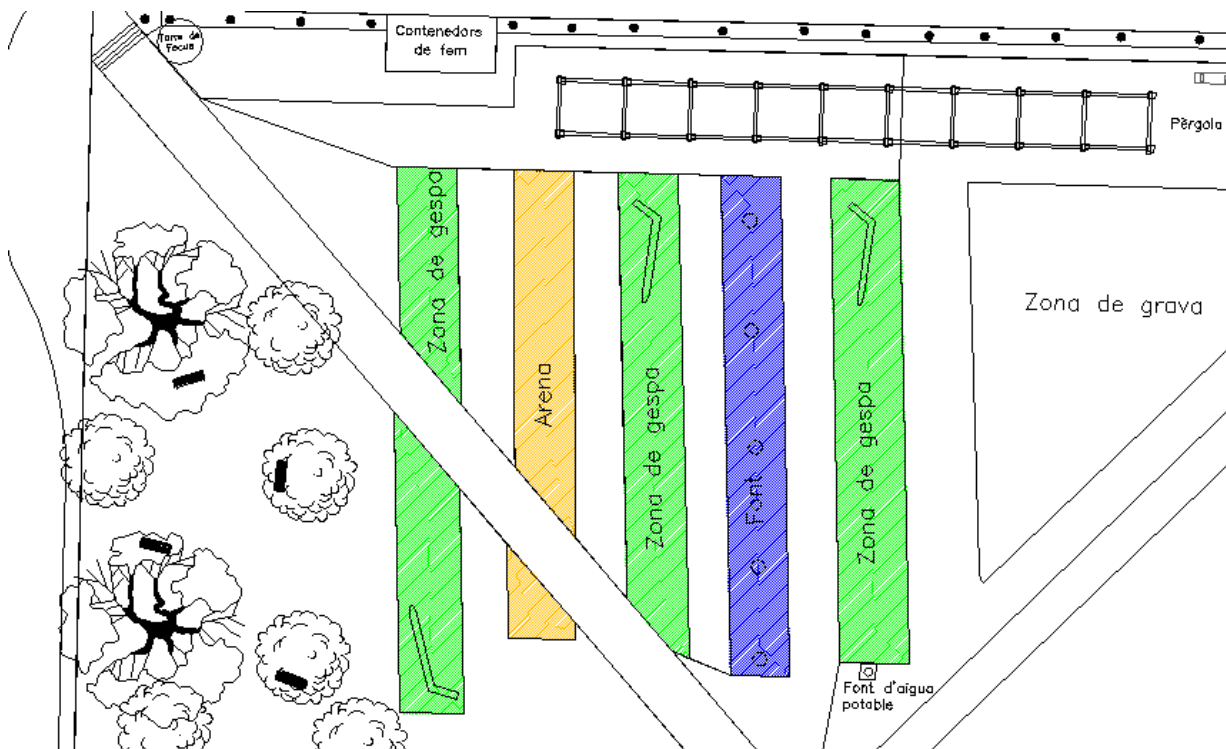 Torre de
Focus
Contenedors
de fem
Pèrgola
Zona de gespa
Arena
Zona de gespa
Font
Zona de gespa
Zona de grava
Font d'aigua
potable